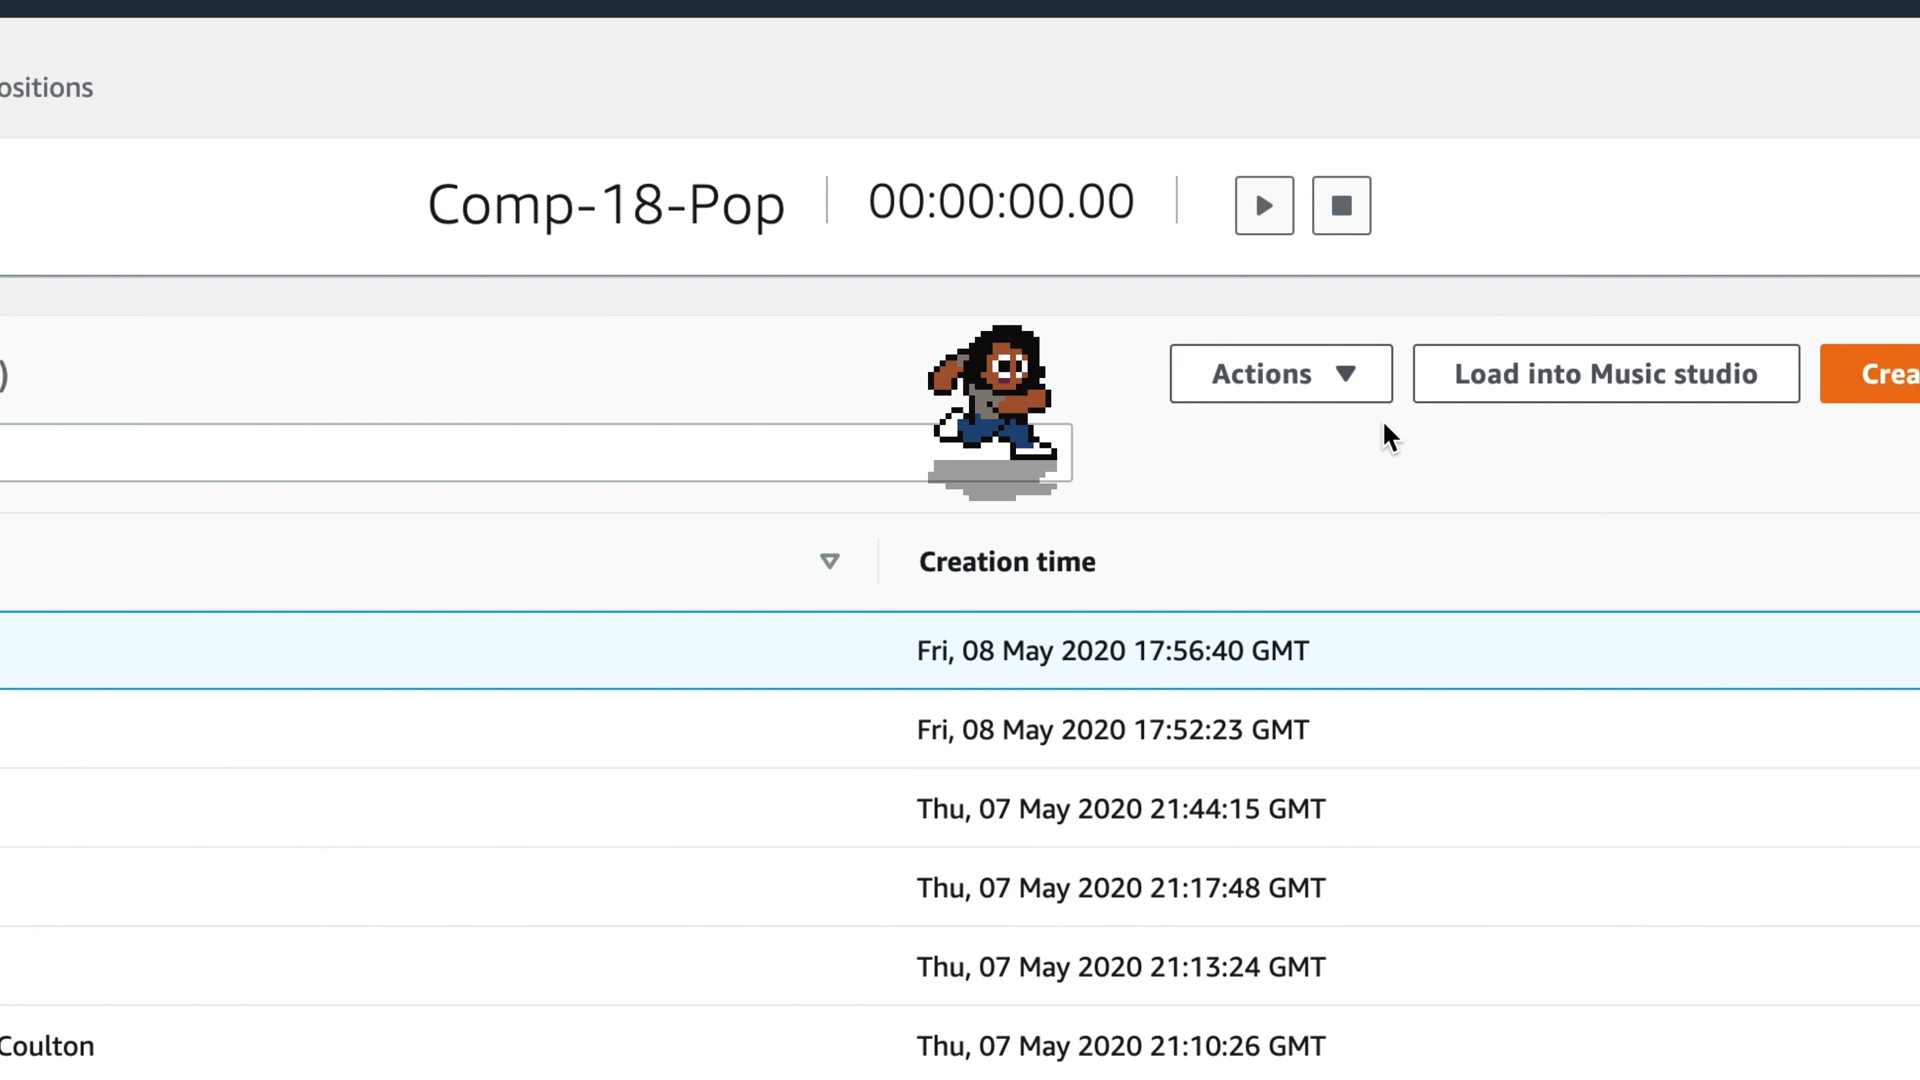 ositions
Comp-18-Pop 00:00:00.00
) Actions Load into Music studio Crea
Creation time
Fri, 08 May 2020 17:56:40 GMT
Fri, 08 May 2020 17:52:23 GMT
Thu, 07 May 2020 21:44:15 GMT
Thu, 07 May 2020 21:17:48 GMT
Thu, 07 May 2020 21:13:24 GMT
Coulton Thu, 07 May 2020 21:10:26 GMT